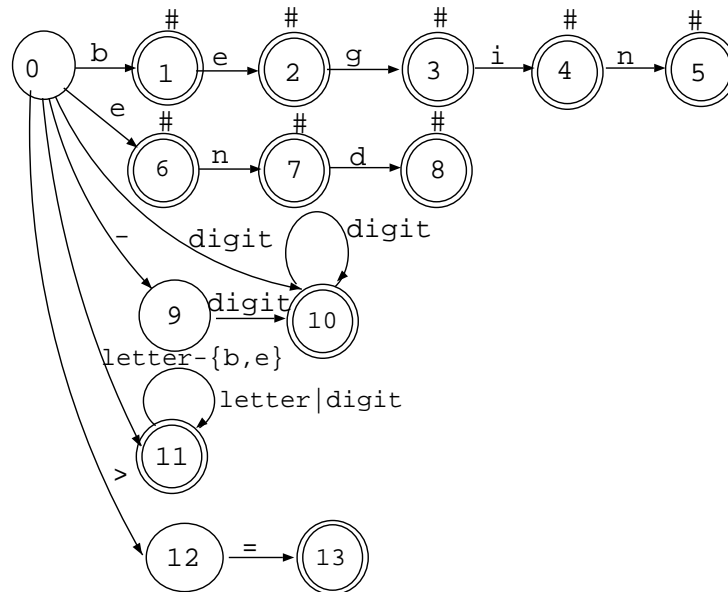 # # # # #
0 b 1 e 2 g 3 i 4 n 5
e # # #
6 n 7 d 8
- digit digit
9 digit 10
letter-{b,e}
letter|digit
11
>
12 = 13